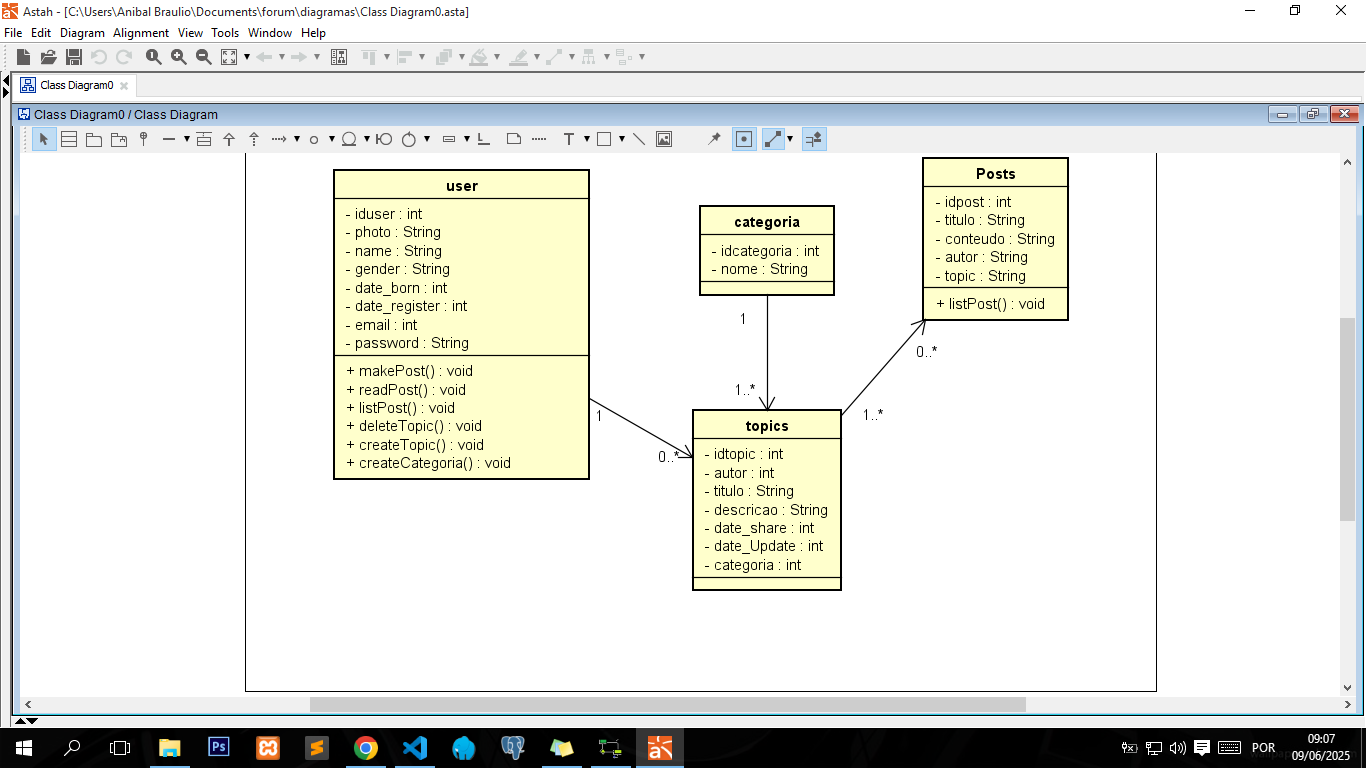 Astah - [C:\Users\Anibal Braulio\Documents\forum\diagramas\Class Diagram0.asta]
File Edit Diagram Alignment View Tools Window Help
Class Diagram0
Class Diagram0 / Class Diagram
T
user
- iduser : int
- photo : String
- name : String
- gender : String
- date_born : int
- date_register : int
- email : int
- password : String
+ makePost() : void
+ readPost() : void
+ listPost() : void
+ deleteTopic() : void
+ createTopic() : void
+ createCategoria() : void
categoria
- idcategoria : int
- nome : String
Posts
- idpost : int
- titulo : String
- conteudo : String
- autor : String
- topic : String
+ listPost() : void
1
1..*
0..*
1..*
1
0..*
topics
- idtopic : int
- autor : int
- titulo : String
- descricao : String
- date_share : int
- date_Update : int
- categoria : int
Ps
POR
09:07
09/06/2025